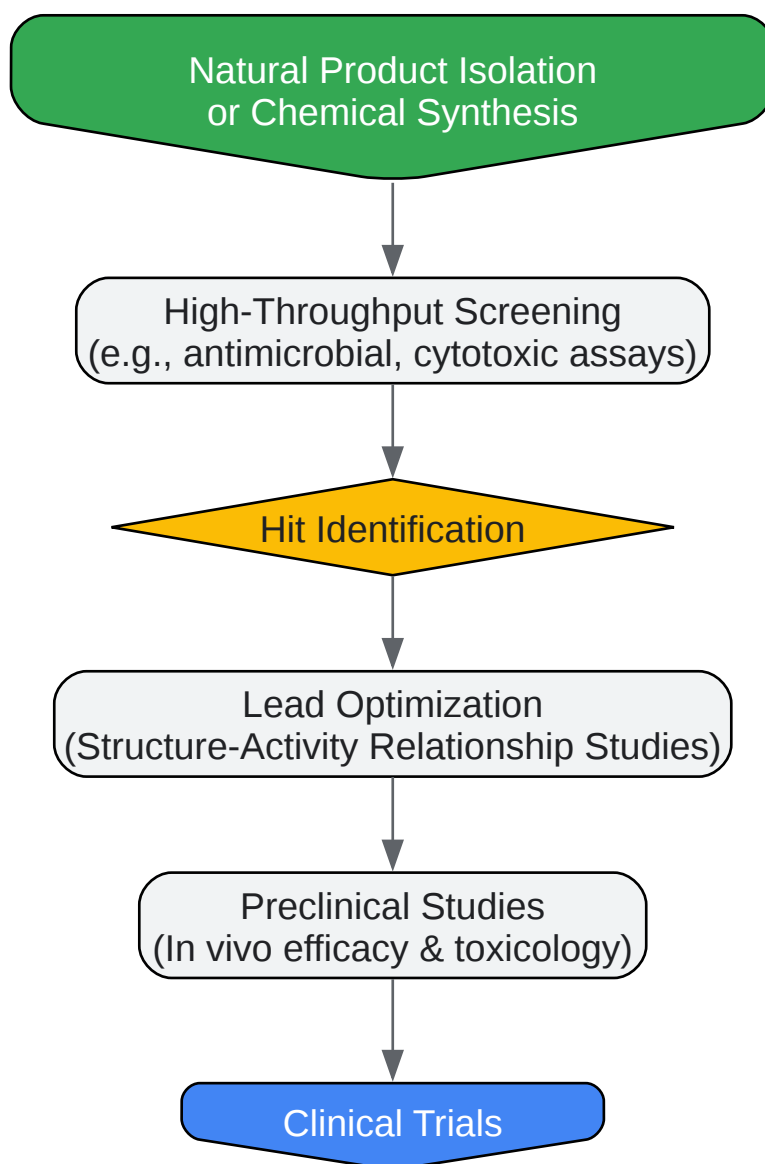 Natural Product Isolation
or Chemical Synthesis
High-Throughput Screening
(e.g., antimicrobial, cytotoxic assays)
Hit Identification
Lead Optimization
(Structure-Activity Relationship Studies)
Preclinical Studies
(In vivo efficacy & toxicology)
Clinical Trials